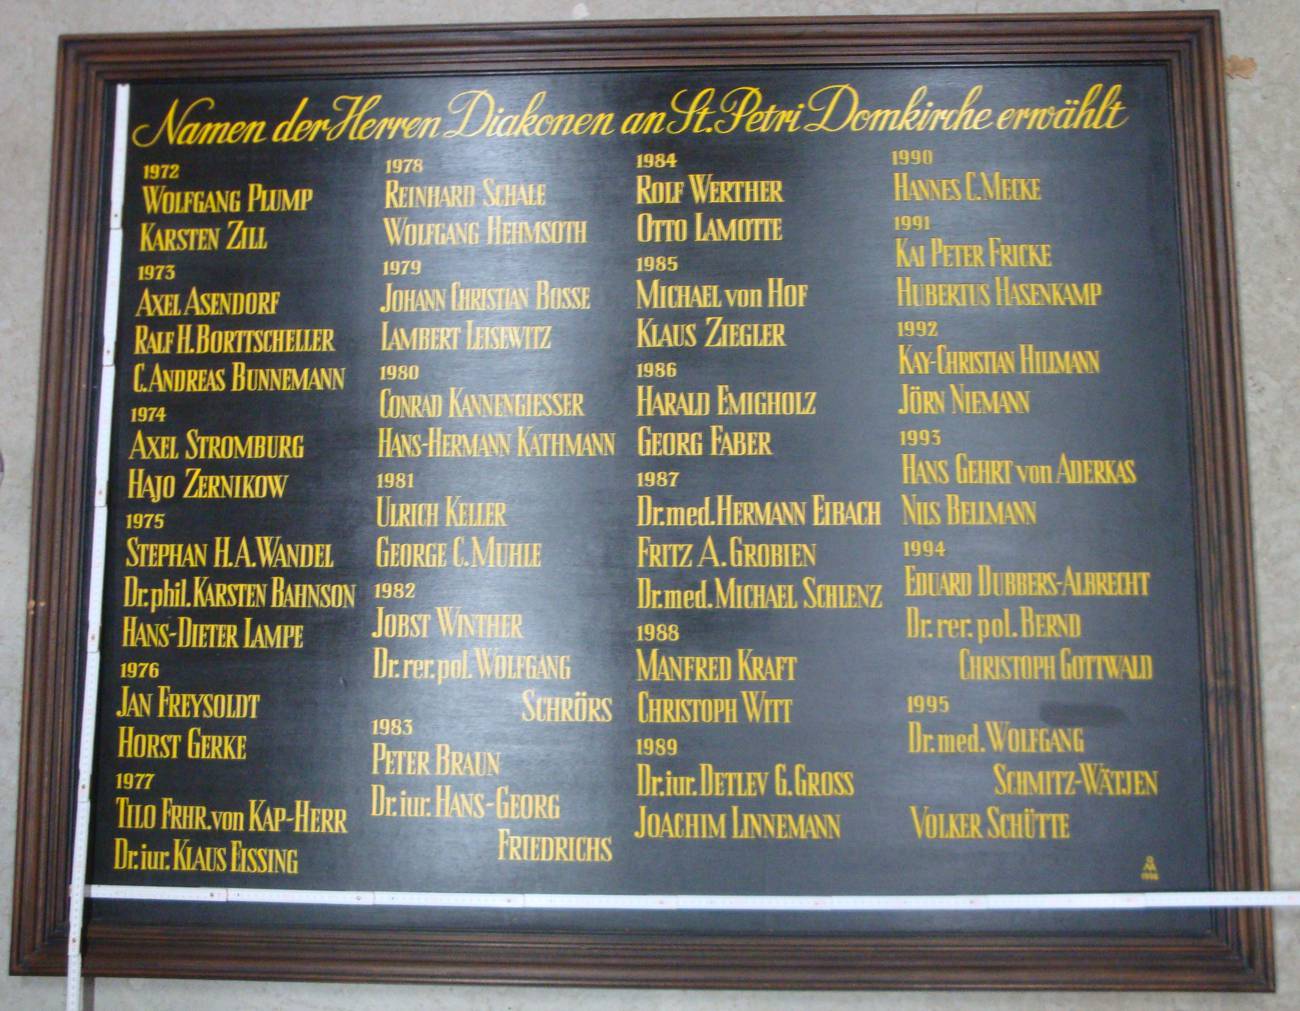 Namen der Herren Diakonen an St. Petri Domkirche erwählt
1972
WOLFGANG PLUMP
KARSTEN ZILL
1973
AXEL ASENDORF
RALF H. BORTTSCHELLER
C. ANDREAS BUNNEMANN
1974
AXEL STROMBURG
HAJO ZERNIKOW
1975
STEPHAN H.A. WANDEL
Dr. phil. KARSTEN BAHNSON
HANS-DIETER LAMPE
1976
JAN FREYSOLDT
HORST GERKE
1977
TILO FRHR. von KAP-HERR
Dr. iur. KLAUS EISSING
1978
REINHARD SCHALE
WOLFGANG HEHMSOTH
1979
JOHANN CHRISTIAN BOSSE
LAMBERT LEISEWITZ
1980
CONRAD KANNENGIESSER
HANS-HERMANN KATHMANN
1981
ULRICH KELLER
GEORGE C. MUHLE
1982
JOBST WINTHER
Dr. rer. pol. WOLFGANG
SCHRÖRS
1983
PETER BRAUN
Dr. iur. HANS-GEORG
FRIEDRICHS
1984
ROLF WERTHER
OTTO LAMOTTE
1985
MICHAEL von HOF
KLAUS ZIEGLER
1986
HARALD EMIGHOLZ
GEORG FABER
1987
Dr. med. HERMANN EIBACH
FRITZ A. GROBIEN
Dr. med. MICHAEL SCHLENZ
1988
MANFRED KRAFT
CHRISTOPH WITT
1989
Dr. iur. DETLEV G. GROSS
JOACHIM LINNEMANN
1990
HANNES C. MECKE
1991
KAI PETER FRICKE
HUBERTUS HASENKAMP
1992
KAY-CHRISTIAN HILLMANN
JÖRN NIEMANN
1993
HANS GEHRT von ADERKAS
NILS BELLMANN
1994
EDUARD DUBBERS-ALBRECHT
Dr. rer. pol. BERND
CHRISTOPH GOTTWALD
1995
Dr. med. WOLFGANG
SCHMITZ-WÄTJEN
VOLKER SCHÜTTE